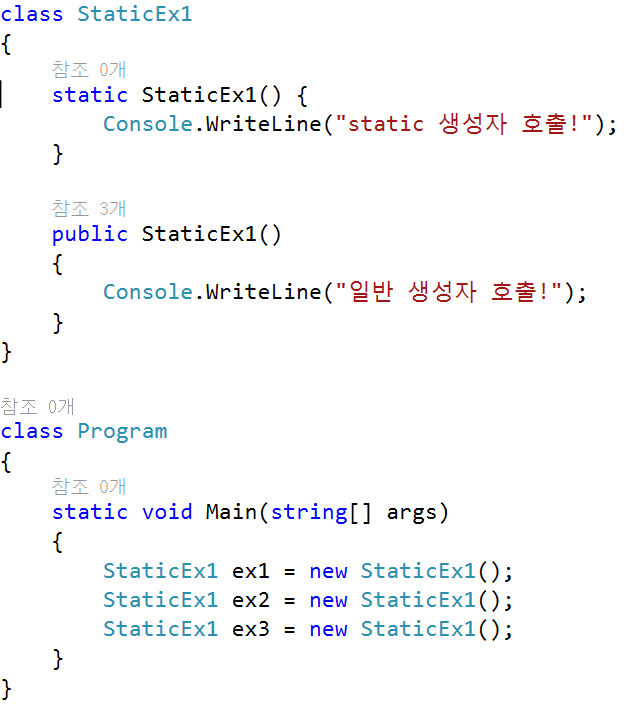 class StaticEx1
{
참조 0개
static StaticEx1() {
Console.WriteLine("static 생성자 호출!");
}
참조 3개
public StaticEx1()
{
Console.WriteLine("일반 생성자 호출!");
}
}
참조 0개
class Program
{
참조 0개
static void Main(string[] args)
{
StaticEx1 ex1 = new StaticEx1();
StaticEx1 ex2 = new StaticEx1();
StaticEx1 ex3 = new StaticEx1();
}
}